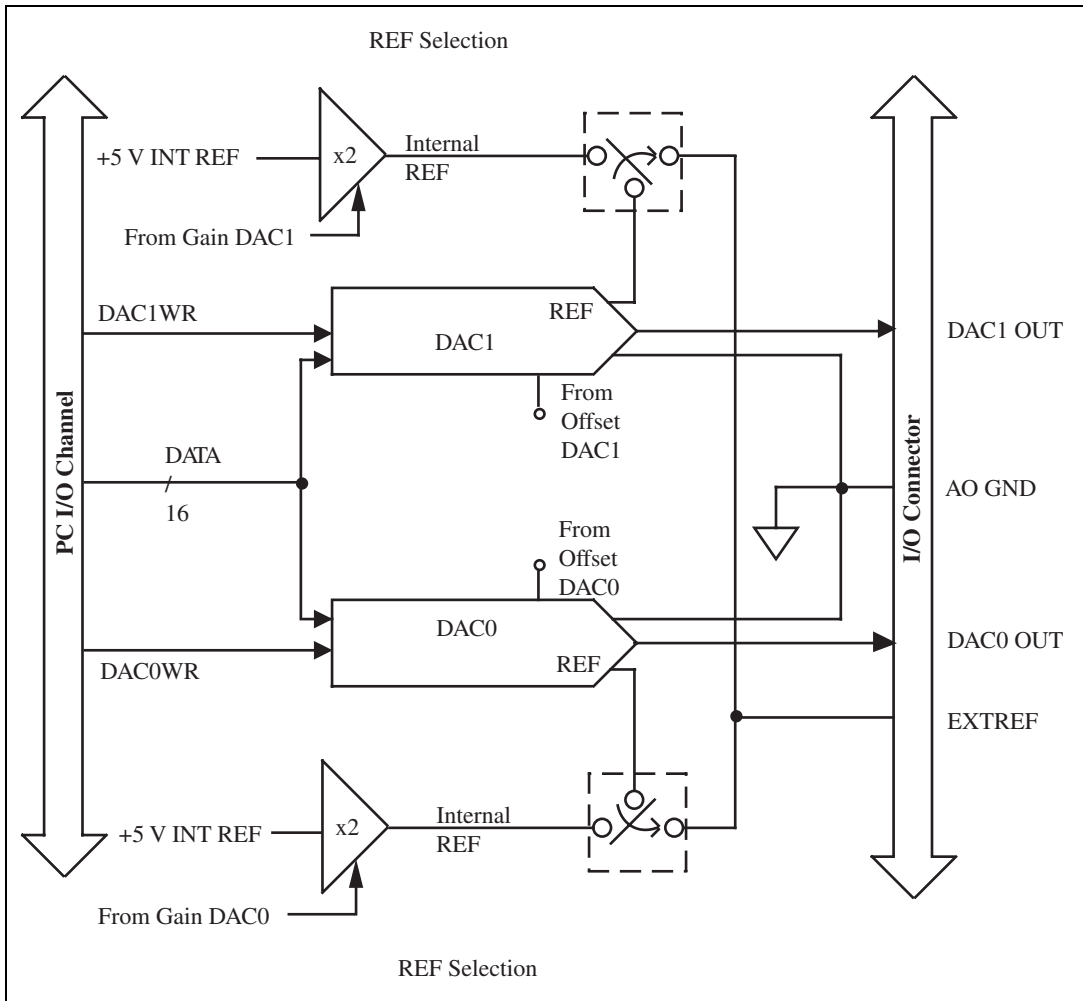 REF Selection
+5 V INT REF
x2
Internal
REF
From Gain DAC1
DAC1WR
REF
DAC1
DAC1 OUT
From
Offset
DAC1
PC I/O Channel
DATA
16
I/O Connector
AO GND
From
Offset
DAC0
DAC0
DAC0WR
REF
DAC0 OUT
EXTREF
+5 V INT REF
x2
Internal
REF
From Gain DAC0
REF Selection